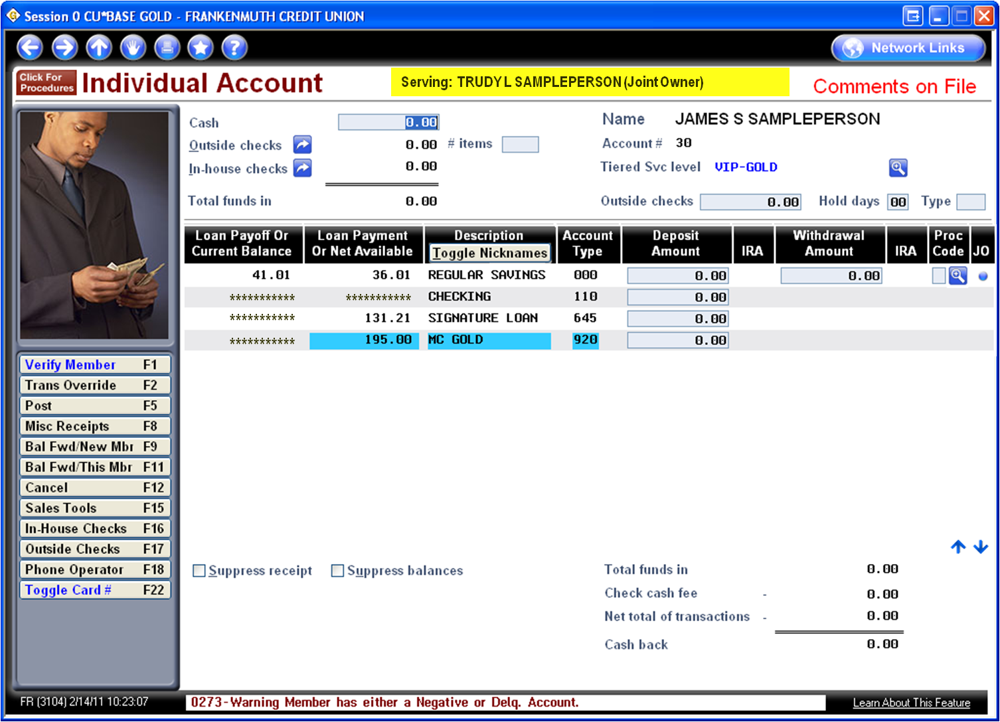 Session 0 CU*BASE GOLD - FRANKENMUTH CREDIT UNION
Network Links
Click For Procedures
Individual Account
Serving: TRUDY L SAMPLEPERSON (Joint Owner)
Comments on File
Cash 0.00
Outside checks 0.00 # items
In-house checks 0.00
Total funds in 0.00
Name JAMES S SAMPLEPERSON
Account # 30
Tiered Svc level VIP-GOLD
Outside checks 0.00 Hold days 00 Type
Loan Payoff Or Current Balance Loan Payment Or Net Available Description Toggle Nicknames Account Type Deposit Amount IRA Withdrawal Amount IRA Proc Code JO
41.01 36.01 REGULAR SAVINGS 000 0.00 0.00
*********** *********** CHECKING 110 0.00
*********** 131.21 SIGNATURE LOAN 645 0.00
*********** 195.00 MC GOLD 920 0.00
Verify Member F1
Trans Override F2
Post F5
Misc Receipts F8
Bal Fwd/New Mbr F9
Bal Fwd/This Mbr F11
Cancel F12
Sales Tools F15
In-House Checks F16
Outside Checks F17
Phone Operator F18
Toggle Card # F22
Suppress receipt Suppress balances
Total funds in 0.00
Check cash fee - 0.00
Net total of transactions - 0.00
Cash back 0.00
FR (3104) 2/14/11 10:23:07
0273-Warning Member has either a Negative or Delq. Account.
Learn About This Feature